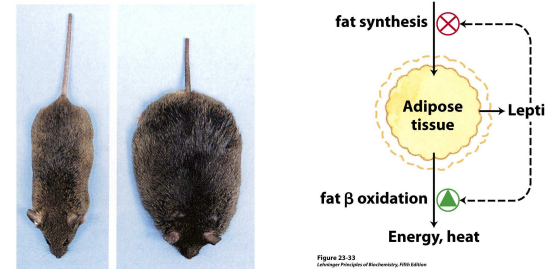 fat synthesis
Adipose
tissue
Lepti
fat β oxidation
Energy, heat
Figure 23-33
Lehninger Principles of Biochemistry, Fifth Edition